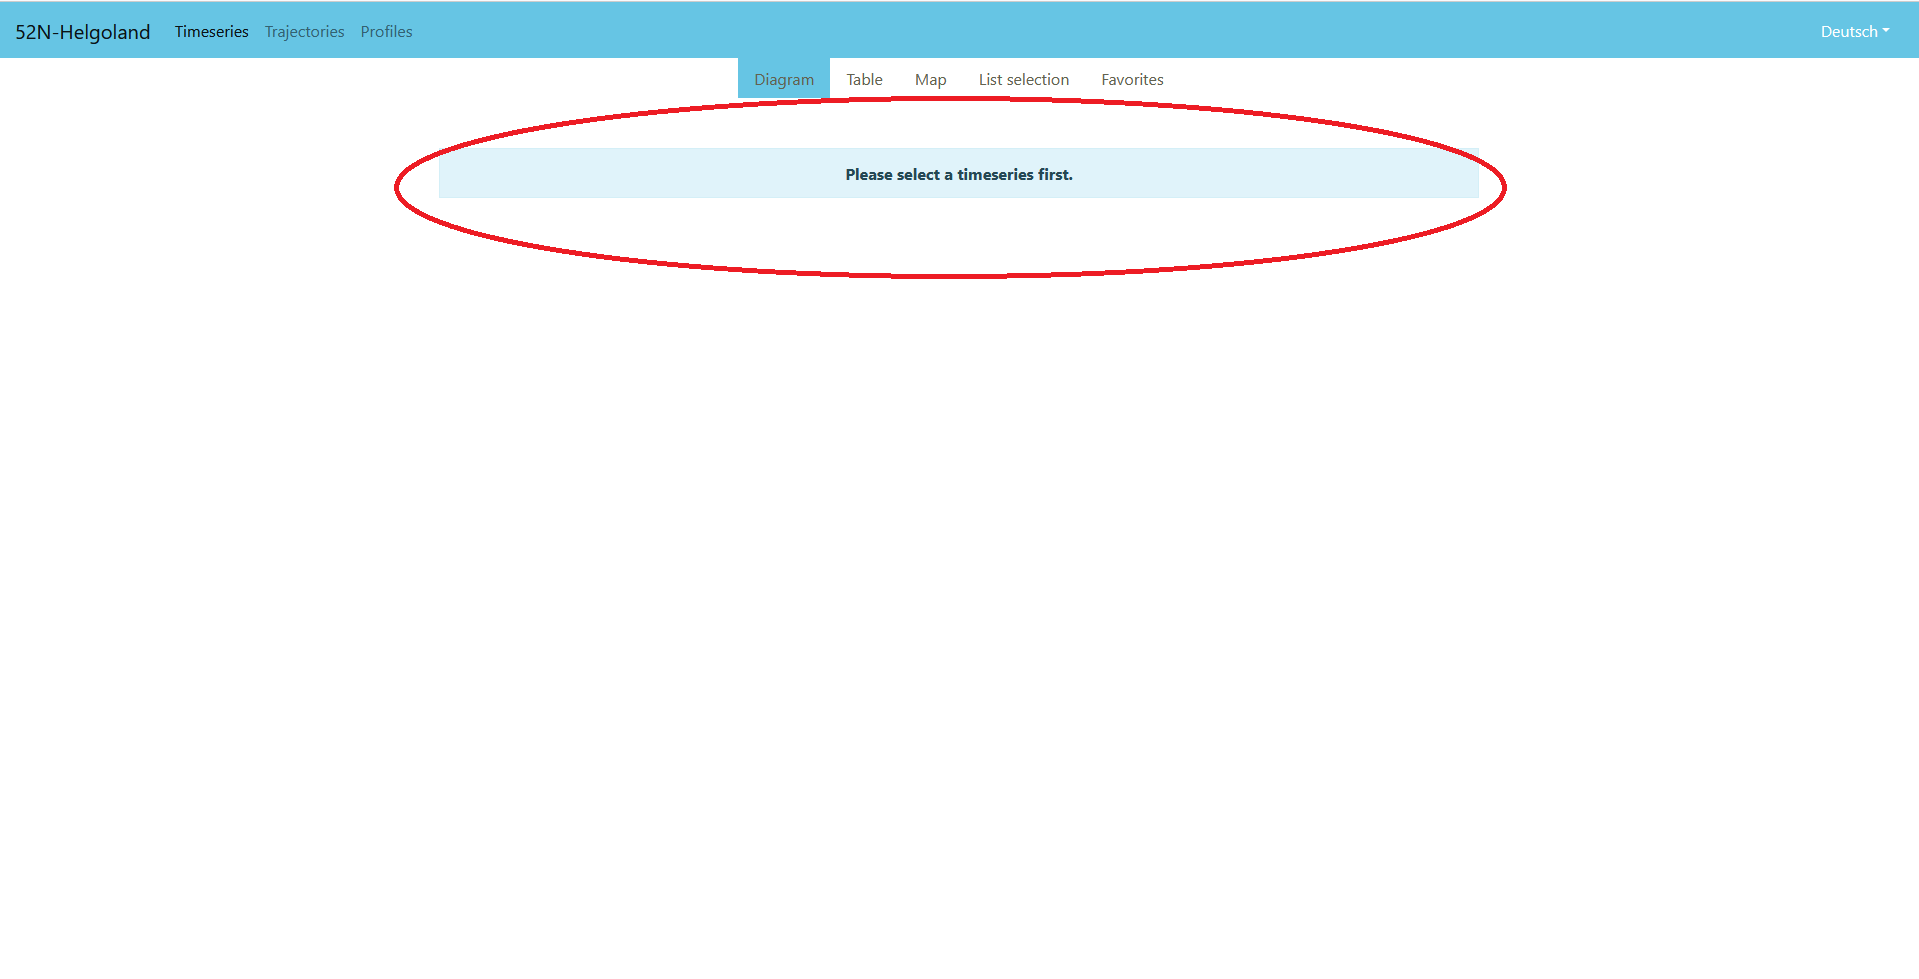 52N-Helgoland Timeseries Trajectories Profiles Deutsch
Diagram Table Map List selection Favorites
Please select a timeseries first.